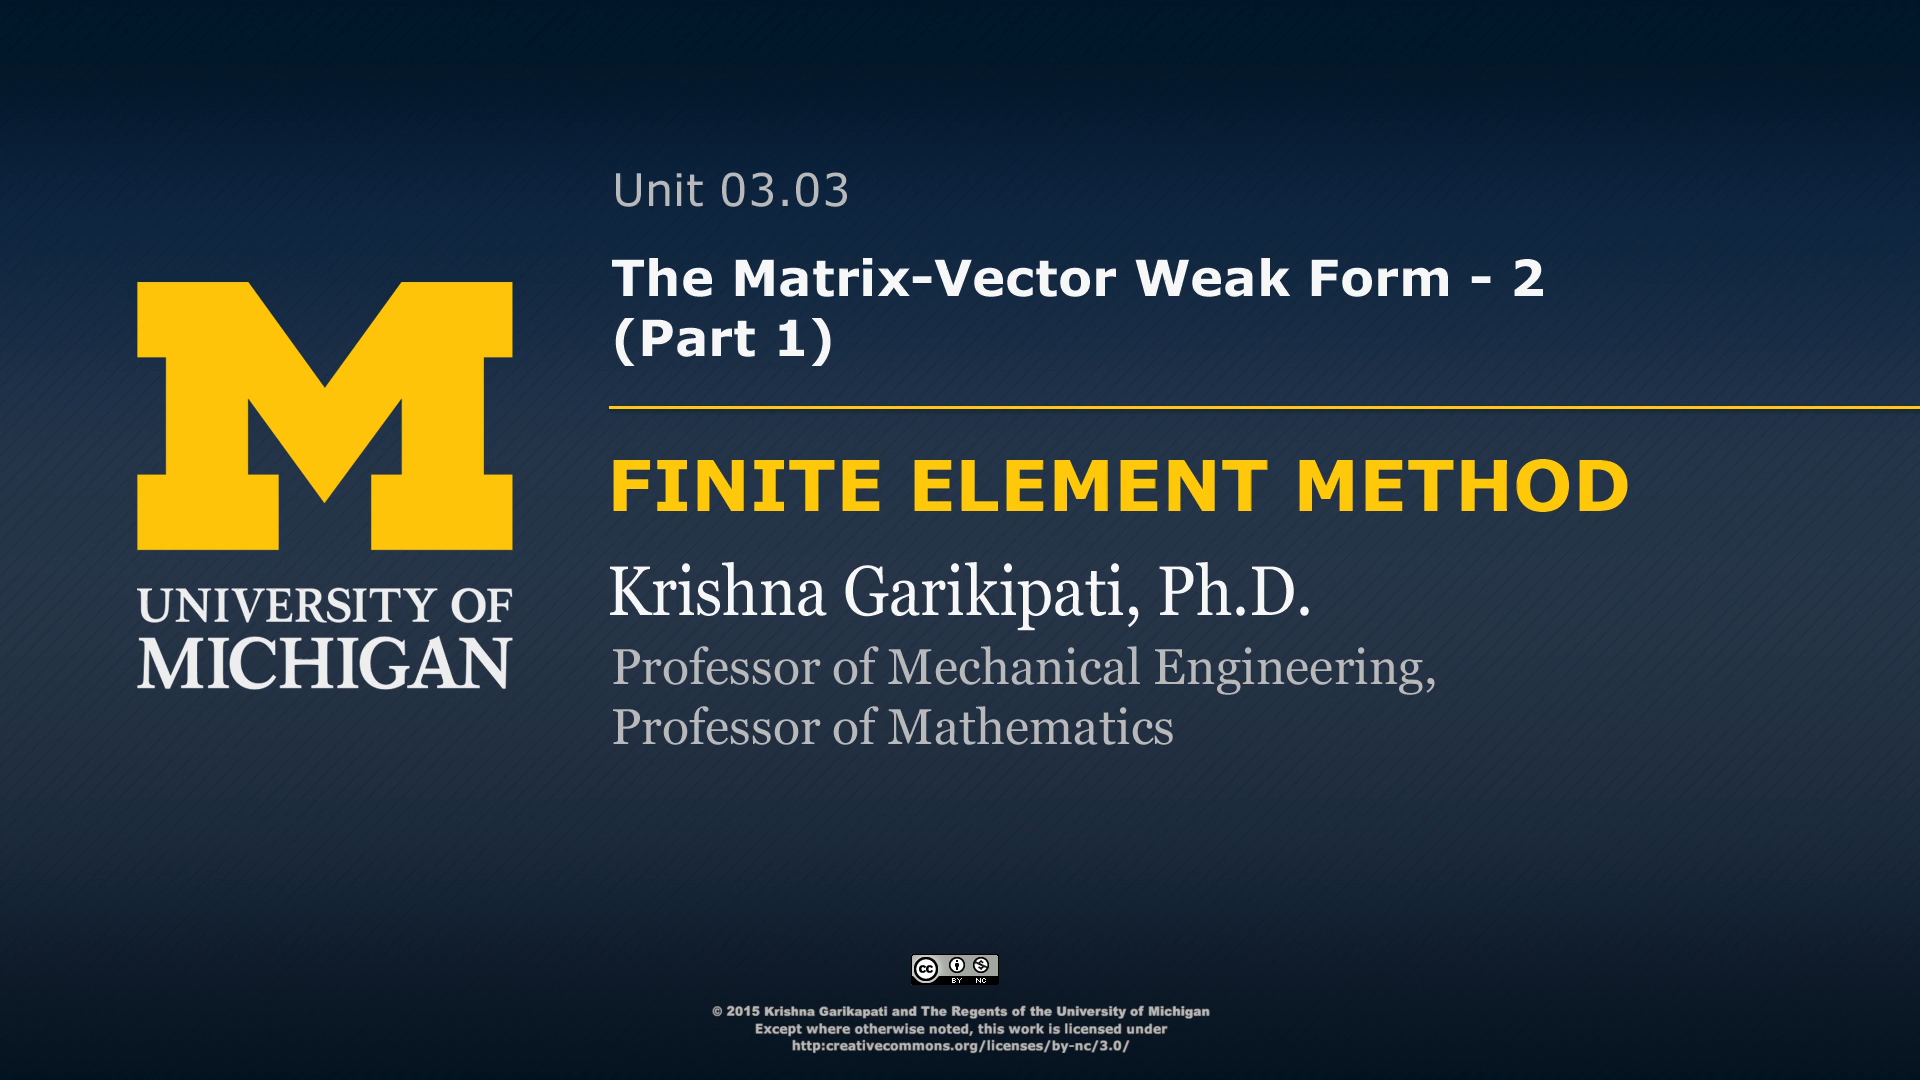 Unit 03.03
The Matrix-Vector Weak Form - 2
(Part 1)
FINITE ELEMENT METHOD
Krishna Garikipati, Ph.D.
Professor of Mechanical Engineering,
Professor of Mathematics
UNIVERSITY OF
MICHIGAN
cc
BY NC
© 2015 Krishna Garikapati and The Regents of the University of Michigan
Except where otherwise noted, this work is licensed under
http:creativecommons.org/licenses/by-nc/3.0/